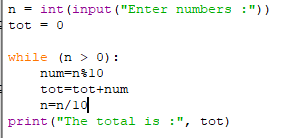 n = int(input("Enter numbers :"))
tot = 0
while (n > 0):
    num=n%10
    tot=tot+num
    n=n/10
print("The total is :", tot)